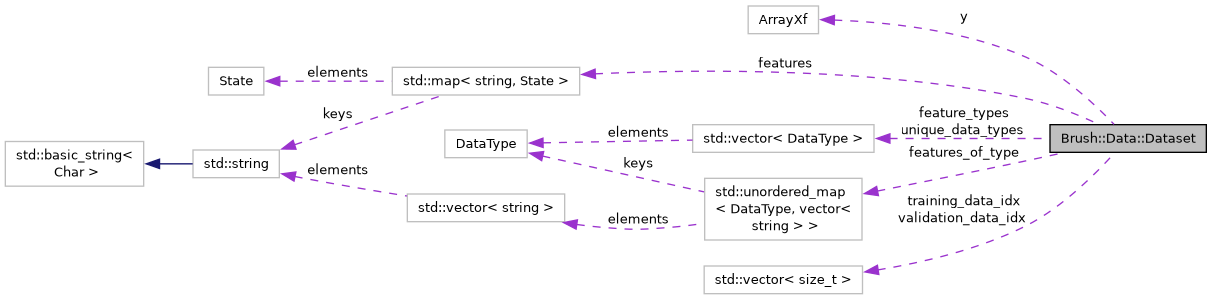 ArrayXf
y
features
elements
State
std::map< string, State >
keys
feature_types
unique_data_types
elements
std::vector< DataType >
Brush::Data::Dataset
DataType
features_of_type
keys
std::basic_string<
Char >
std::string
elements
std::vector< string >
elements
std::unordered_map
< DataType, vector<
string > >
training_data_idx
validation_data_idx
std::vector< size_t >